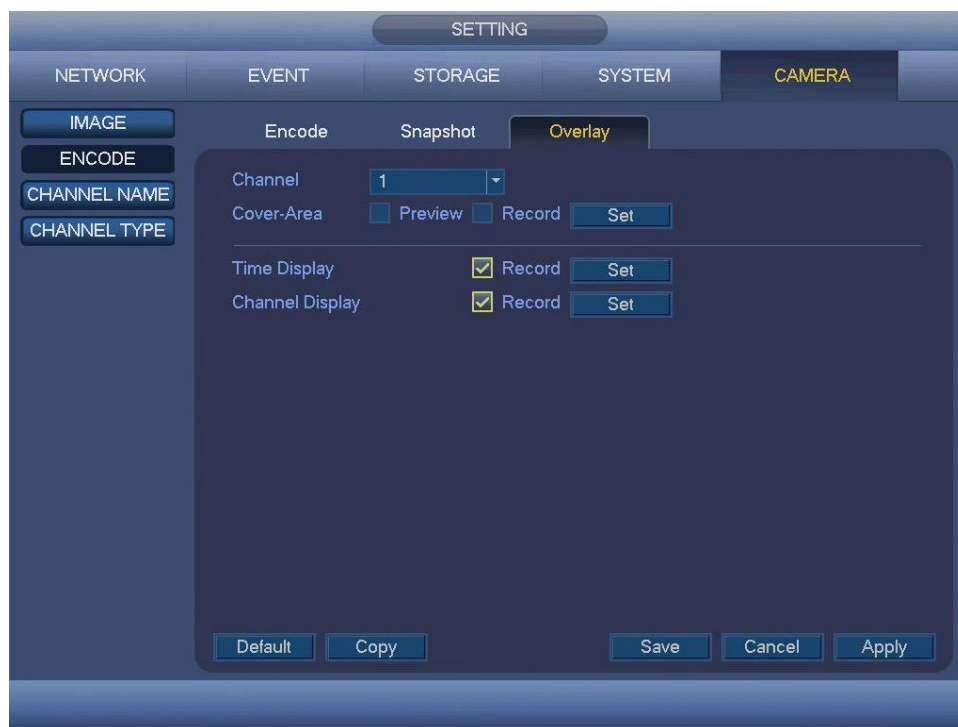 SETTING
NETWORK EVENT STORAGE SYSTEM CAMERA
IMAGE
ENCODE
CHANNEL NAME
CHANNEL TYPE
Encode Snapshot Overlay
Channel 1
Cover-Area Preview Record Set
Time Display Record Set
Channel Display Record Set
Default Copy Save Cancel Apply